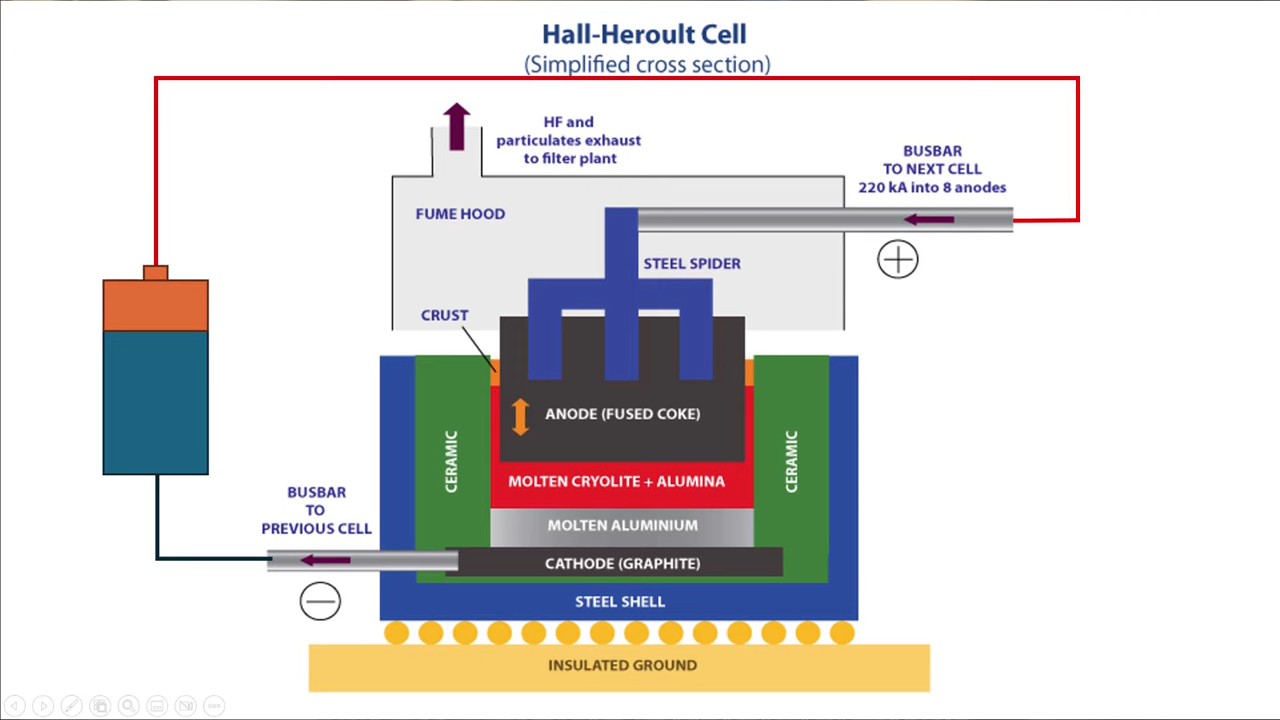 Hall-Heroult Cell
(Simplified cross section)
HF and
particulates exhaust
to filter plant
BUSBAR
TO NEXT CELL
220 kA into 8 anodes
FUME HOOD
STEEL SPIDER
CRUST
ANODE (FUSED COKE)
CERAMIC
CERAMIC
MOLTEN CRYOLITE + ALUMINA
BUSBAR
TO
PREVIOUS CELL
MOLTEN ALUMINIUM
CATHODE (GRAPHITE)
STEEL SHELL
INSULATED GROUND